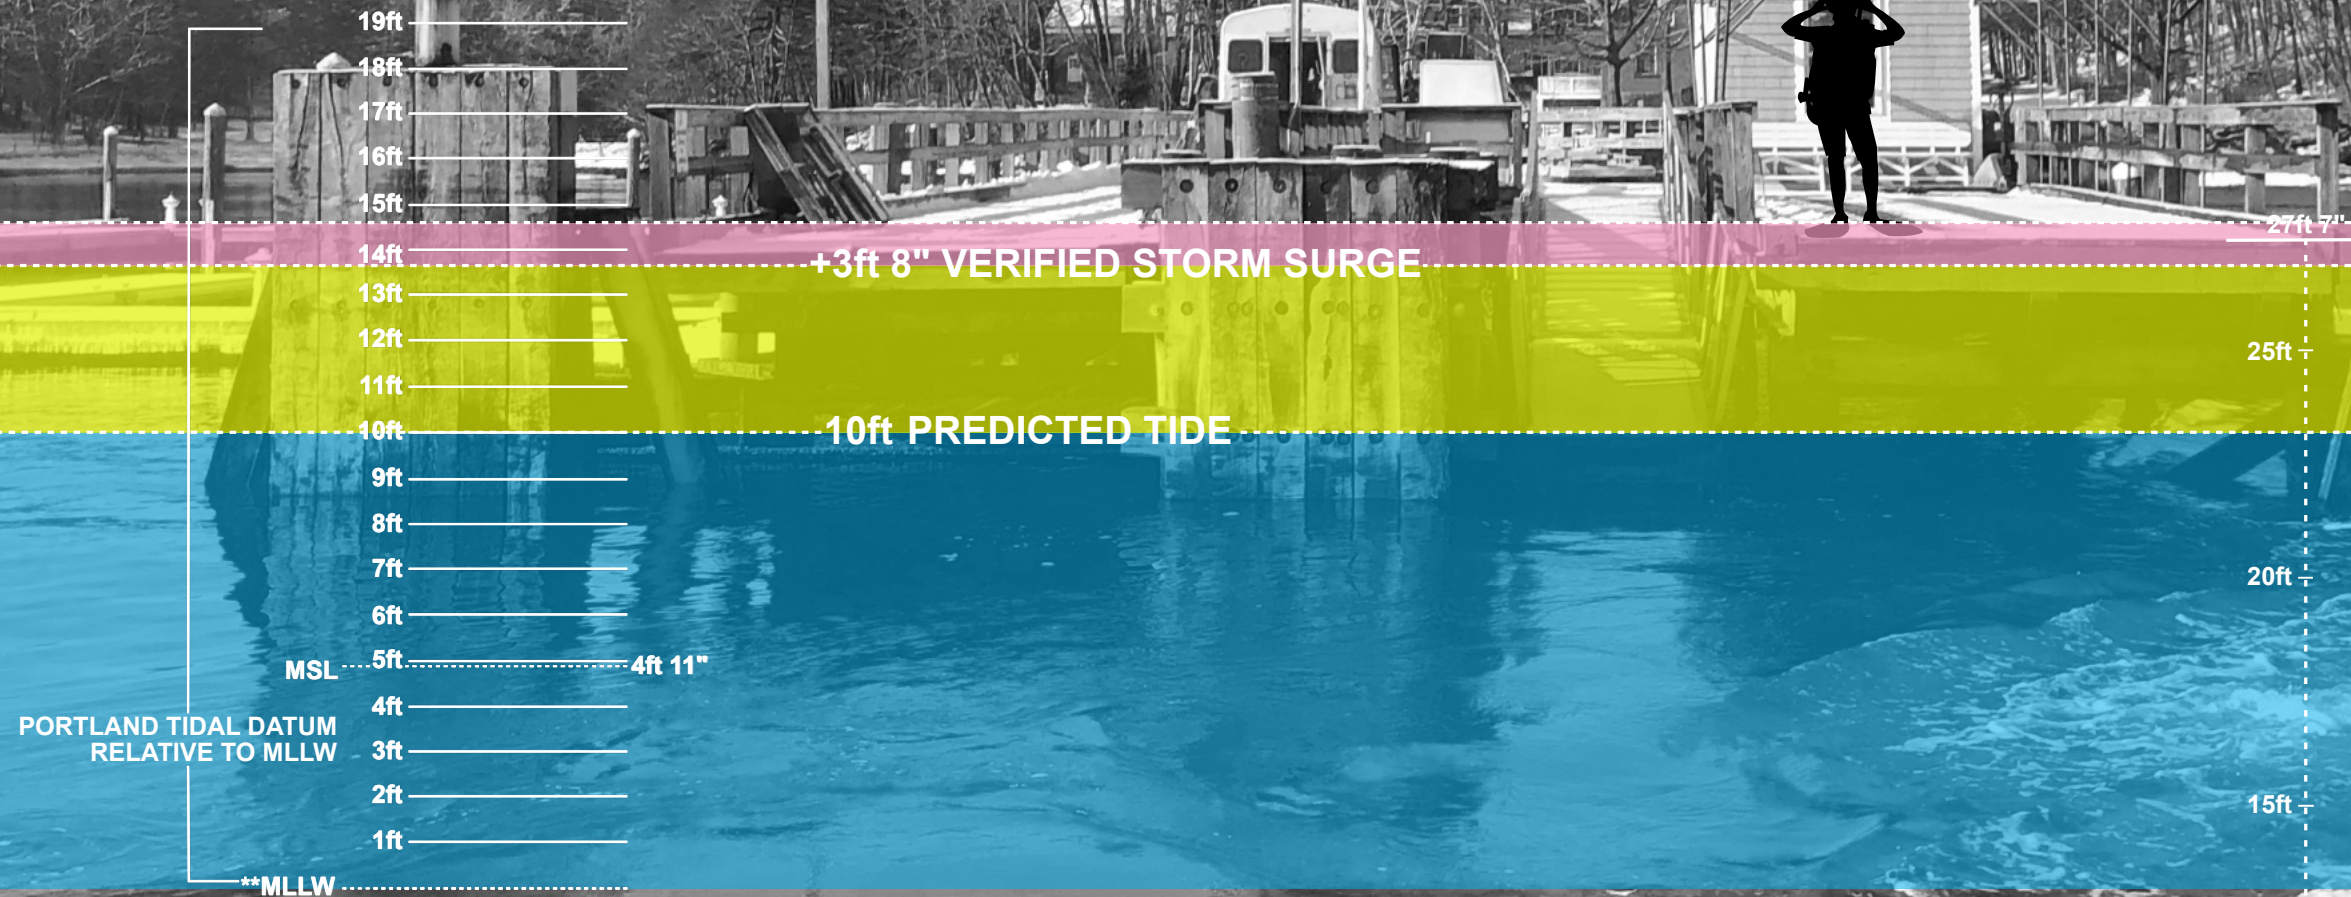 19ft
18ft
17ft
16ft
15ft
27ft 7"
14ft
+3ft 8" VERIFIED STORM SURGE
13ft
12ft
25ft
11ft
10ft
10ft PREDICTED TIDE
9ft
8ft
7ft
20ft
6ft
5ft
MSL
4ft 11"
4ft
PORTLAND TIDAL DATUM
RELATIVE TO MLLW
3ft
2ft
15ft
1ft
**MLLW